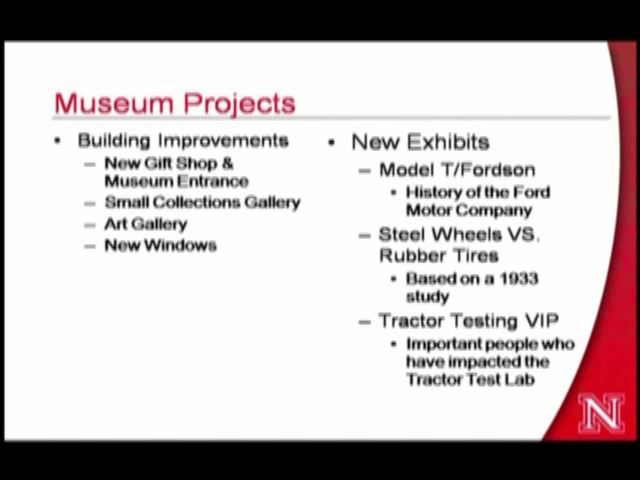 Museum Projects
• Building Improvements
– New Gift Shop &
Museum Entrance
– Small Collections Gallery
– Art Gallery
– New Windows
• New Exhibits
– Model T/Fordson
• History of the Ford
Motor Company
– Steel Wheels VS.
Rubber Tires
• Based on a 1933
study
– Tractor Testing VIP
• Important people who
have impacted the
Tractor Test Lab
N